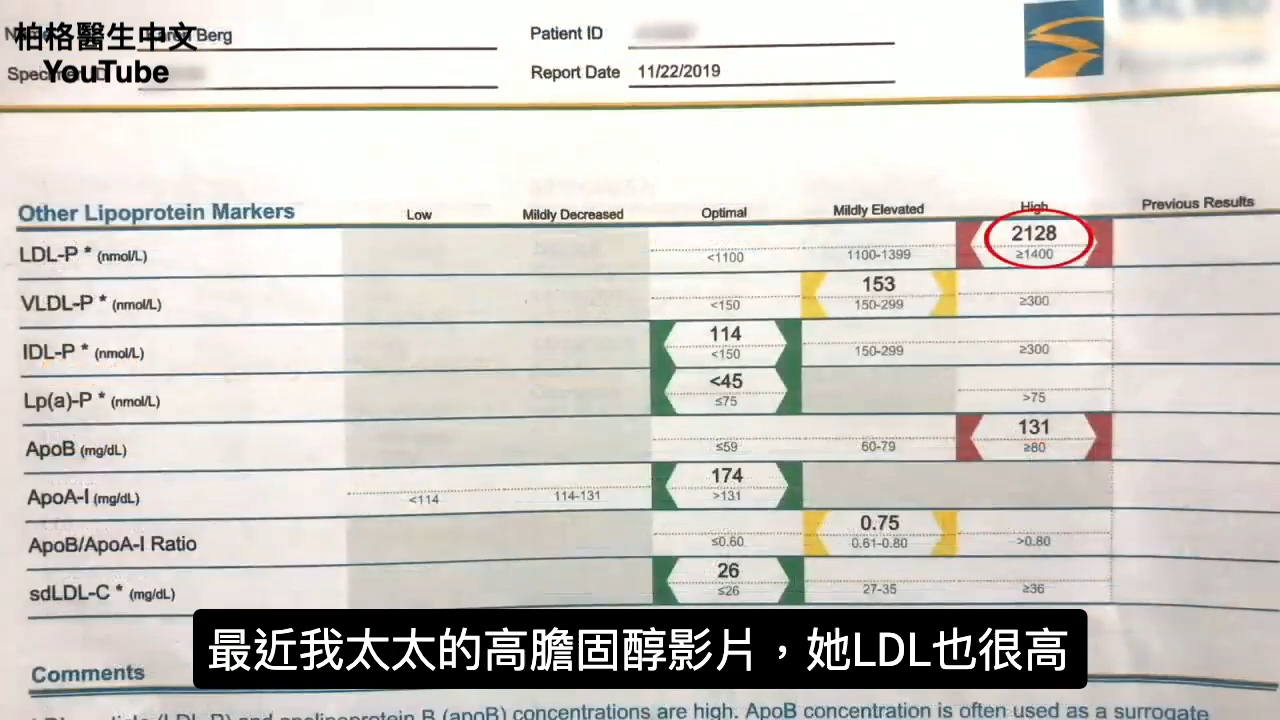 柏格醫生中文 Berg
YouTube
Patient ID
Report Date 11/22/2019
Other Lipoprotein Markers Low Mildly Decreased Optimal Mildly Elevated High Previous Results
LDL-P * (nmol/L) <1100 1100-1399 2128 ≥1400
VLDL-P * (nmol/L) <150 153 150-299 ≥300
IDL-P * (nmol/L) 114 <150 150-299 ≥300
Lp(a)-P * (nmol/L) <45 ≤75 >75
ApoB (mg/dL) ≤59 60-79 131 ≥80
ApoA-I (mg/dL) <114 114-131 174 >131
ApoB/ApoA-I Ratio ≤0.60 0.75 0.61-0.80 >0.80
sdLDL-C * (mg/dL) 26 ≤26 27-35 ≥36
最近我太太的高膽固醇影片，她LDL也很高
Comments
(LDL-P) and apolipoprotein B (apoB) concentrations are high. ApoB concentration is often used as a surrogate